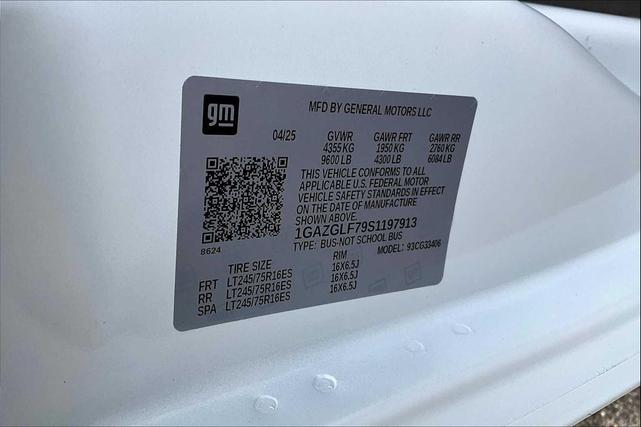 gm
MFD BY GENERAL MOTORS LLC
04/25 GVWR GAWR FRT GAWR RR
4355 KG 1950 KG 2760 KG
9600 LB 4300 LB 6084 LB
THIS VEHICLE CONFORMS TO ALL
APPLICABLE U.S. FEDERAL MOTOR
VEHICLE SAFETY STANDARDS IN EFFECT
ON THE DATE OF MANUFACTURE
SHOWN ABOVE.
1GAZGLF79S1197913
8624
TYPE: BUS-NOT SCHOOL BUS
MODEL: 93CG33406
TIRE SIZE RIM
FRT LT245/75R16ES 16X6.5J
RR LT245/75R16ES 16X6.5J
SPA LT245/75R16ES 16X6.5J